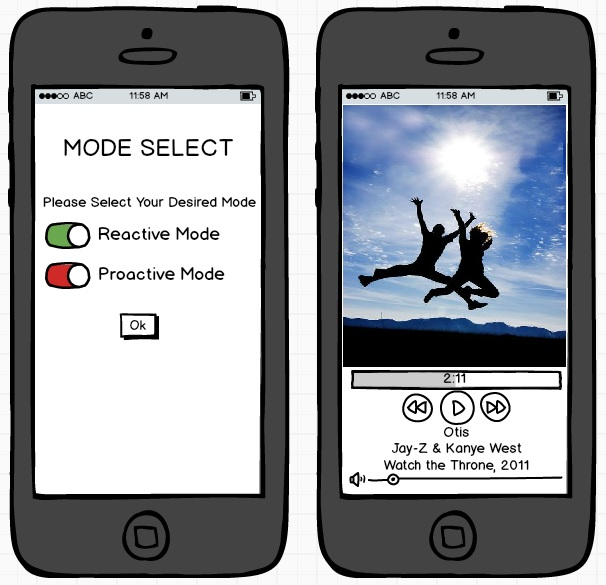 ABC 11:58 AM
MODE SELECT
Please Select Your Desired Mode
Reactive Mode
Proactive Mode
Ok
ABC 11:58 AM
2:11
Otis
Jay-Z & Kanye West
Watch the Throne, 2011